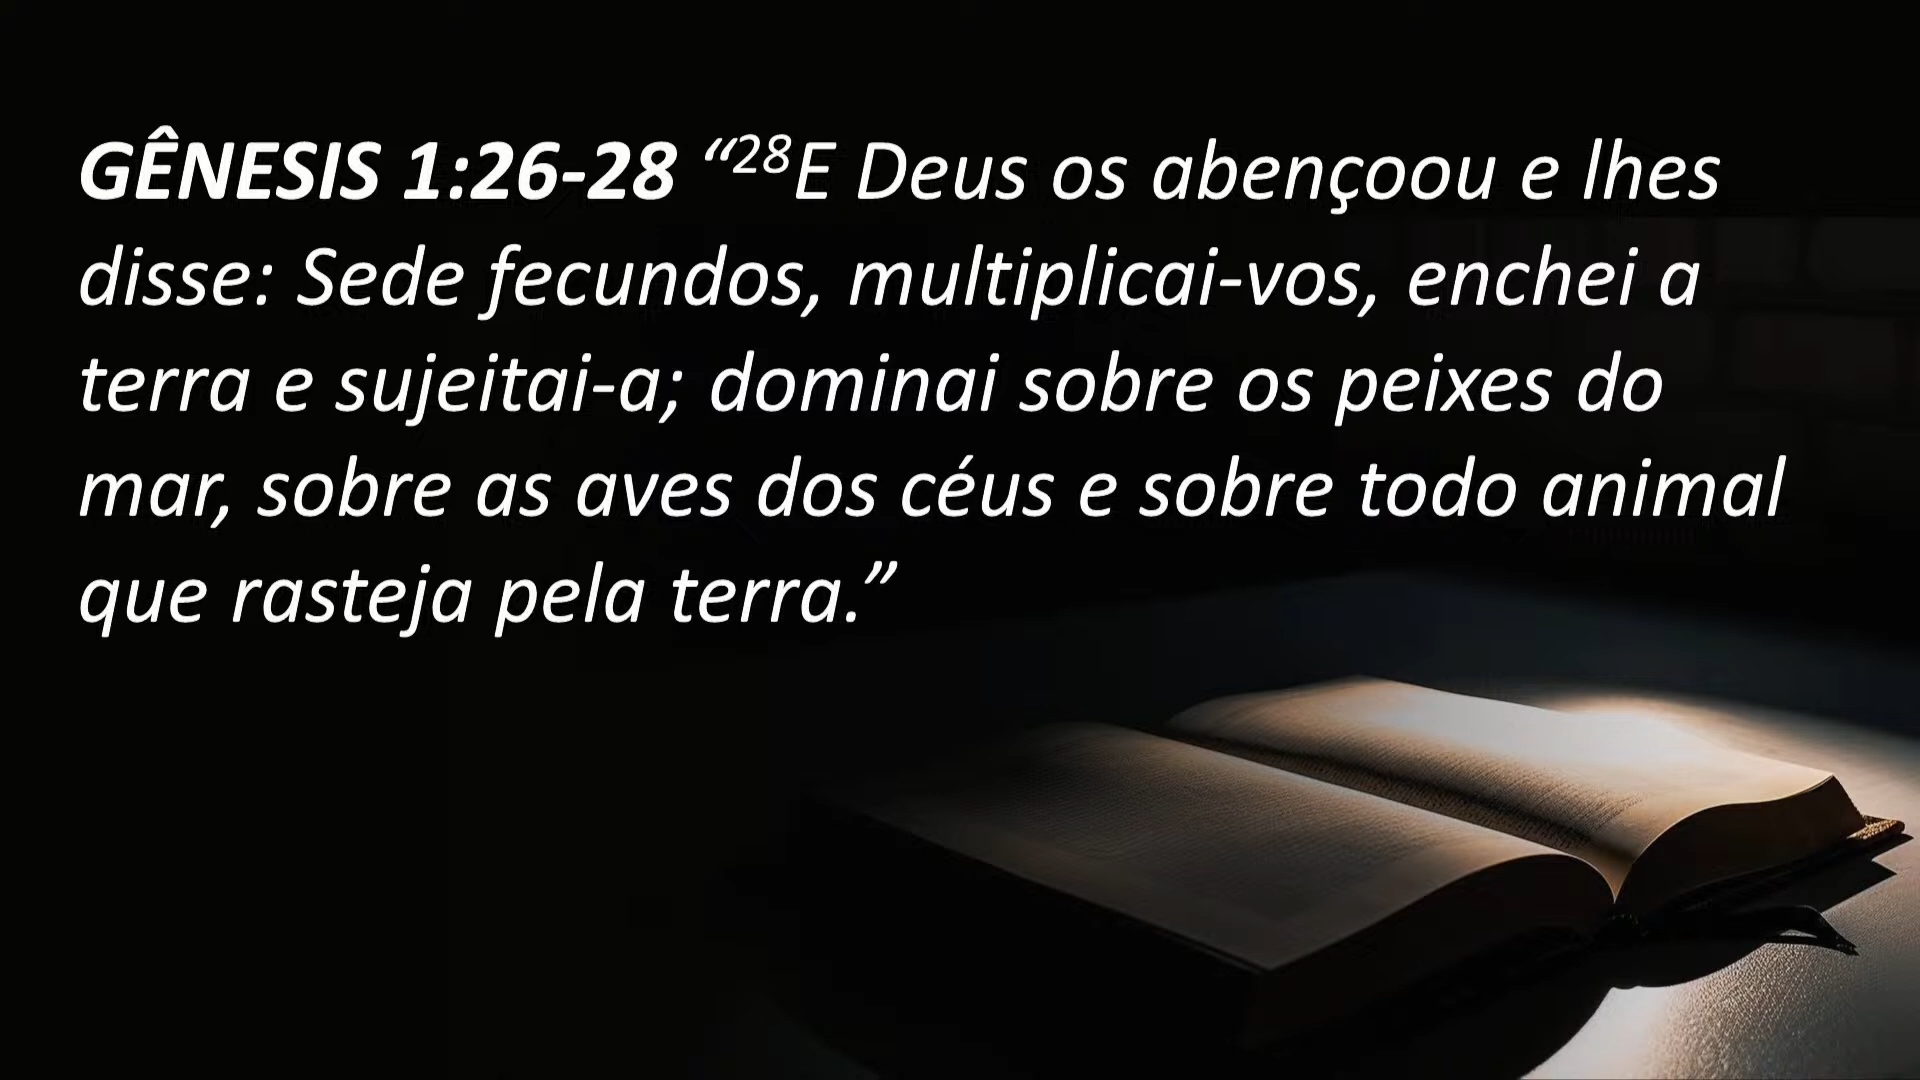 GÊNESIS 1:26-28 “²⁸E Deus os abençoou e lhes
disse: Sede fecundos, multiplicai-vos, enchei a
terra e sujeitai-a; dominai sobre os peixes do
mar, sobre as aves dos céus e sobre todo animal
que rasteja pela terra.”